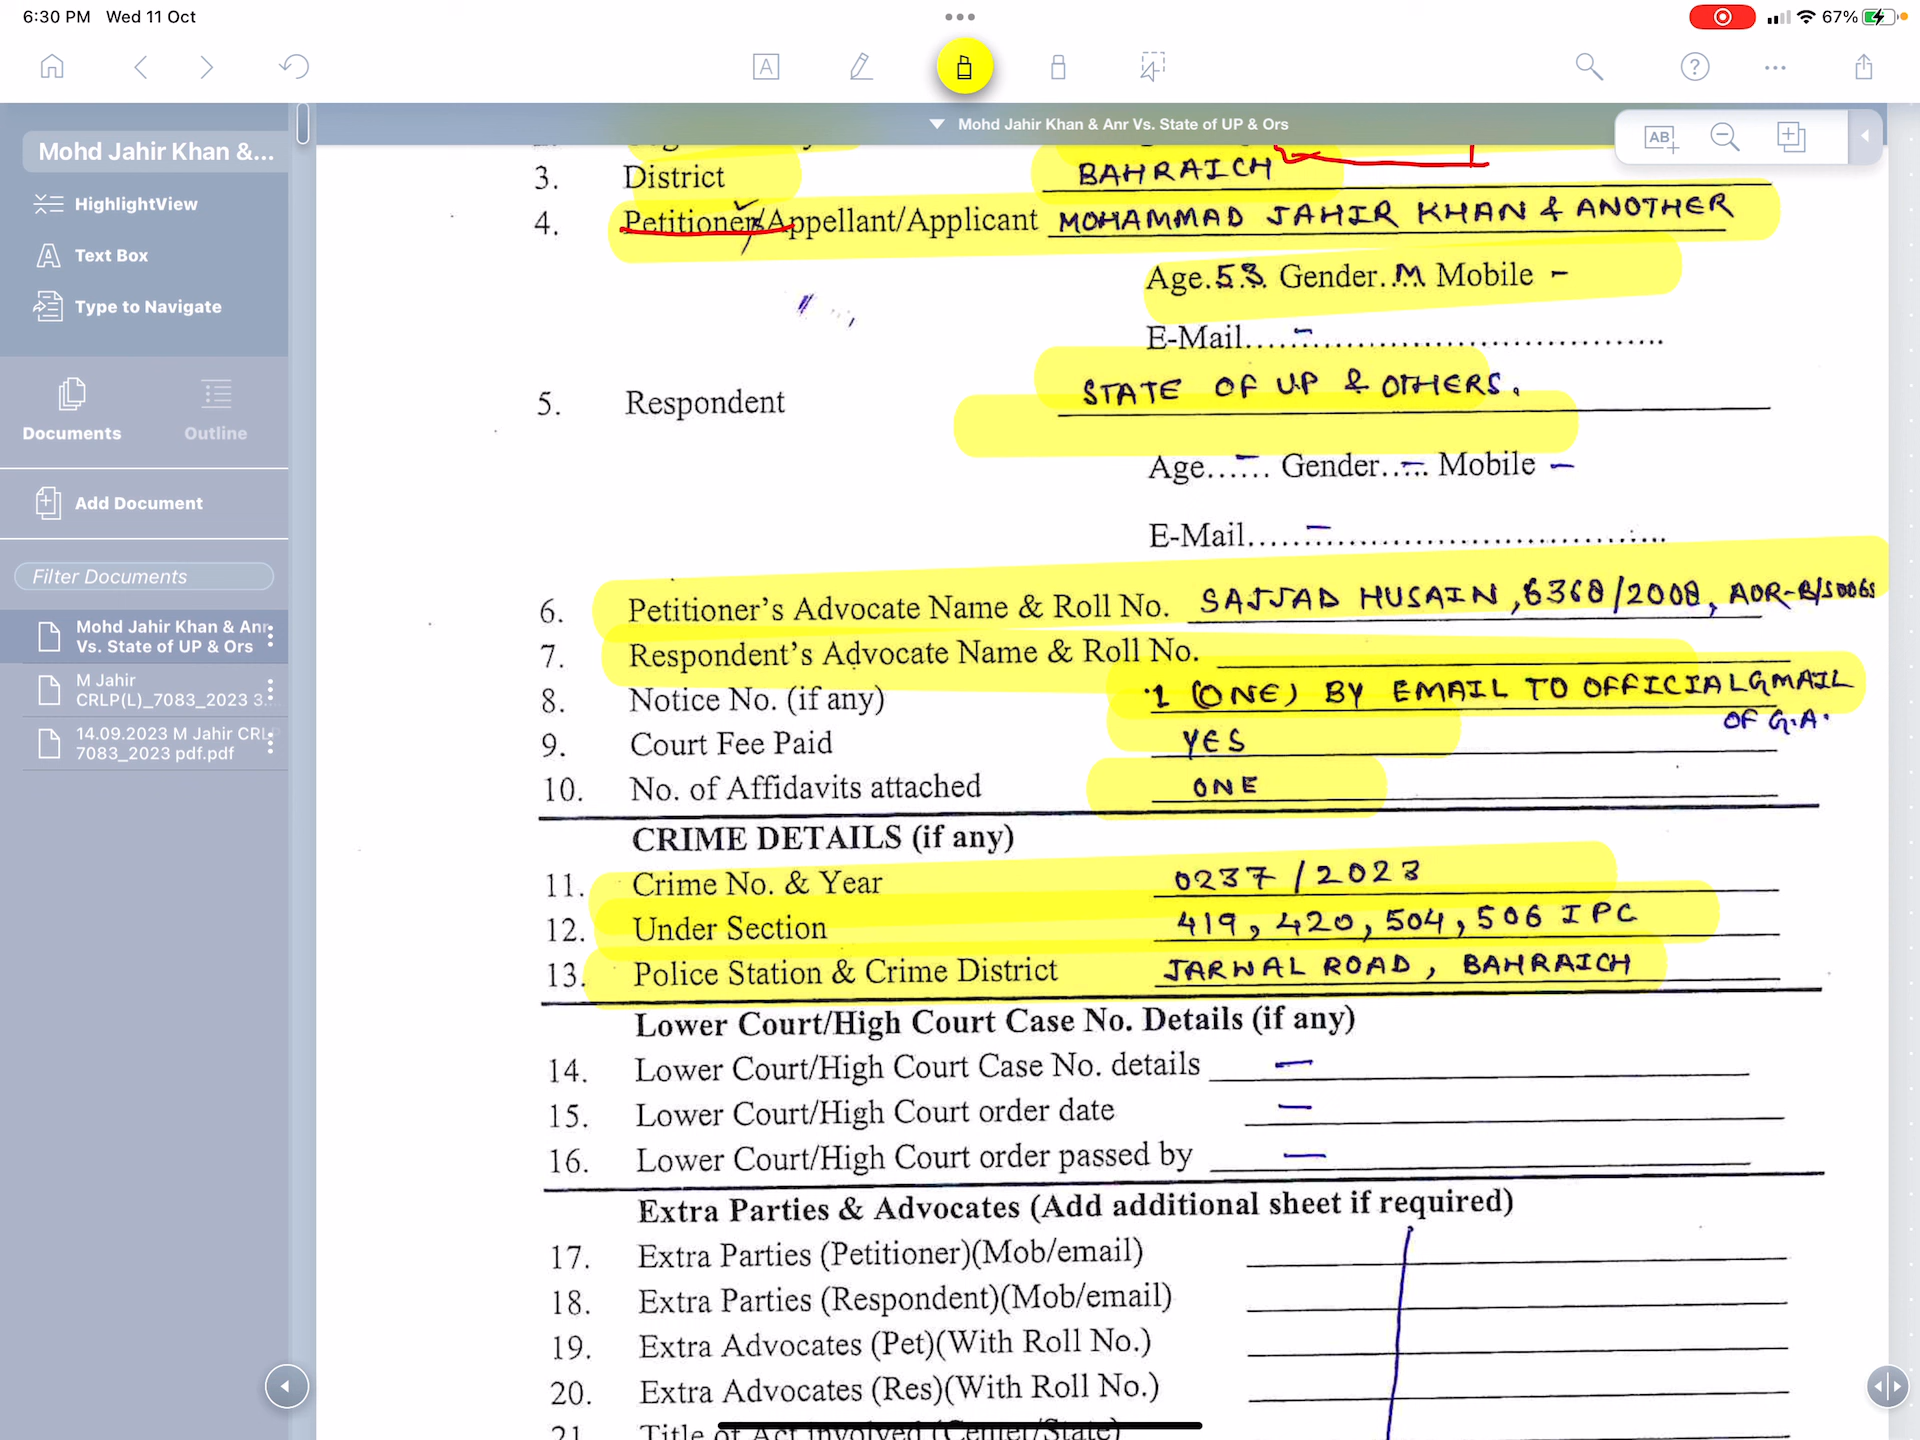 6:30 PM Wed 11 Oct
67%
Mohd Jahir Khan & Anr Vs. State of UP & Ors
Mohd Jahir Khan &...
HighlightView
Text Box
Type to Navigate
Documents
Outline
Add Document
Filter Documents
Mohd Jahir Khan & Anr
Vs. State of UP & Ors
M Jahir
CRLP(L)_7083_2023 3...
14.09.2023 M Jahir CRL
7083_2023 pdf.pdf
3. District BAHRAICH
4. Petitioner/Appellant/Applicant MOHAMMAD JAHIR KHAN & ANOTHER
Age.53. Gender..M. Mobile -
E-Mail.....-.....
5. Respondent STATE OF UP & OTHERS.
Age...-... Gender..-... Mobile -
E-Mail.....-.....
6. Petitioner's Advocate Name & Roll No. SAJJAD HUSAIN, 6368/2008, AOR-B/
7. Respondent's Advocate Name & Roll No.
8. Notice No. (if any) 1 (ONE) BY EMAIL TO OFFICIAL GMAIL
OF G.A.
9. Court Fee Paid YES
10. No. of Affidavits attached ONE
CRIME DETAILS (if any)
11. Crime No. & Year 0237/2023
12. Under Section 419, 420, 504, 506 IPC
13. Police Station & Crime District JARWAL ROAD, BAHRAICH
Lower Court/High Court Case No. Details (if any)
14. Lower Court/High Court Case No. details -
15. Lower Court/High Court order date -
16. Lower Court/High Court order passed by -
Extra Parties & Advocates (Add additional sheet if required)
17. Extra Parties (Petitioner)(Mob/email)
18. Extra Parties (Respondent)(Mob/email)
19. Extra Advocates (Pet)(With Roll No.)
20. Extra Advocates (Res)(With Roll No.)
21. Title of Act involved (Center/State)